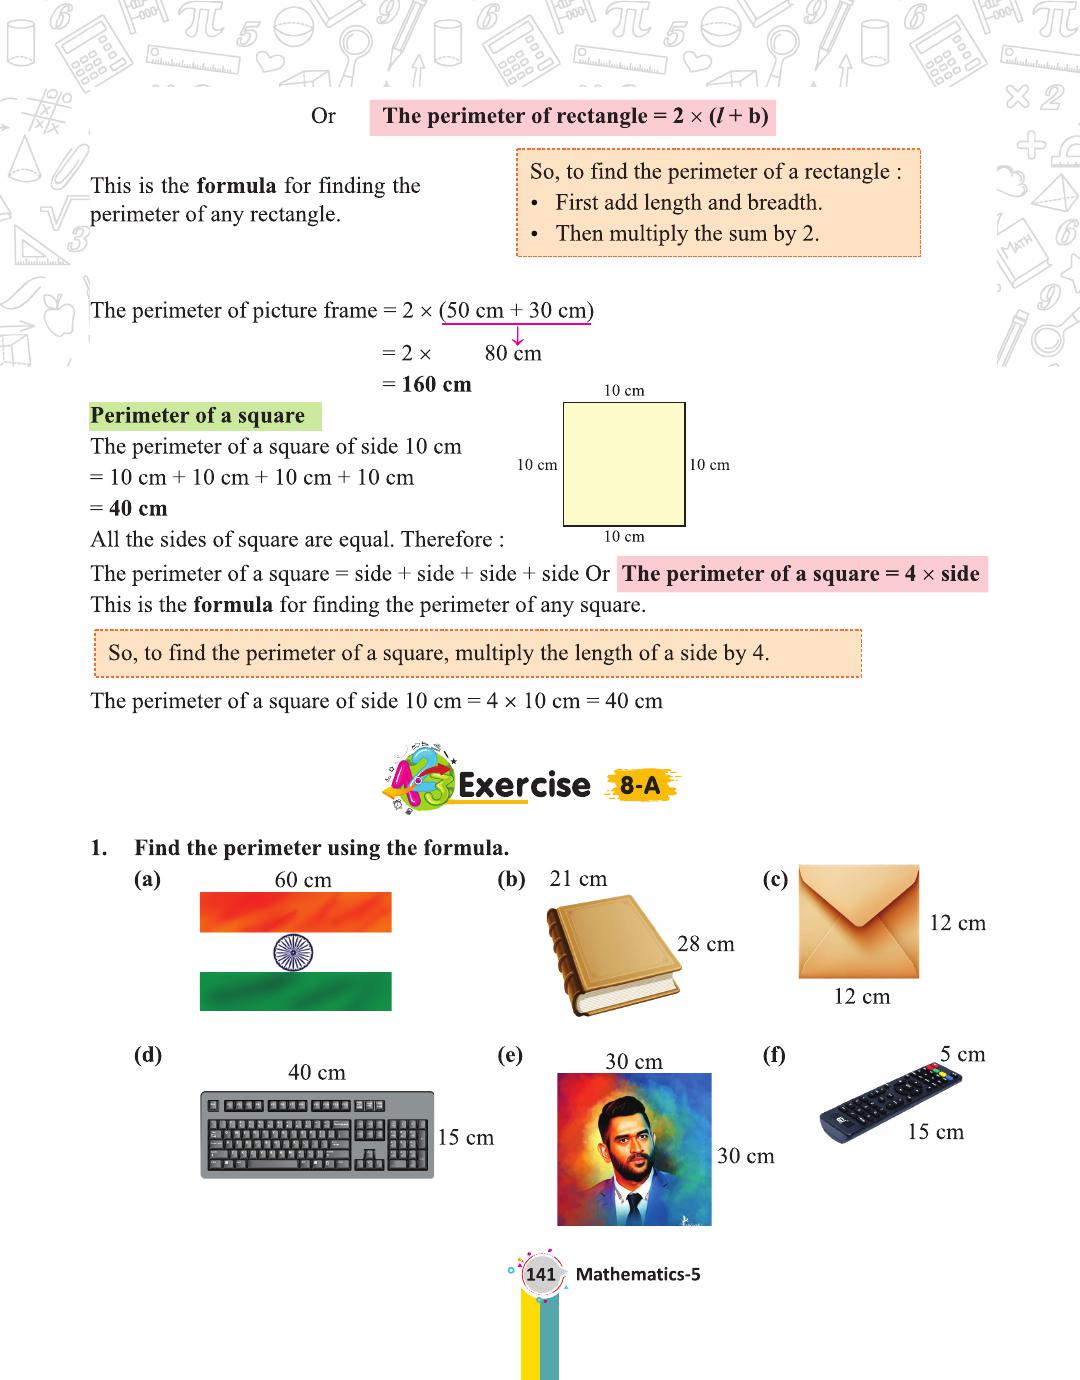 Or The perimeter of rectangle = 2 × (l + b)
This is the formula for finding the
perimeter of any rectangle.
So, to find the perimeter of a rectangle :
• First add length and breadth.
• Then multiply the sum by 2.
The perimeter of picture frame = 2 × (50 cm + 30 cm)
= 2 × 80 cm
= 160 cm
Perimeter of a square
The perimeter of a square of side 10 cm
= 10 cm + 10 cm + 10 cm + 10 cm
= 40 cm
10 cm
10 cm
10 cm
10 cm
All the sides of square are equal. Therefore :
The perimeter of a square = side + side + side + side Or The perimeter of a square = 4 × side
This is the formula for finding the perimeter of any square.
So, to find the perimeter of a square, multiply the length of a side by 4.
The perimeter of a square of side 10 cm = 4 × 10 cm = 40 cm
123
Exercise 8-A
1. Find the perimeter using the formula.
(a) 60 cm
(b) 21 cm
28 cm
(c) 12 cm
12 cm
(d) 40 cm
15 cm
(e) 30 cm
30 cm
(f) 5 cm
15 cm
141 Mathematics-5